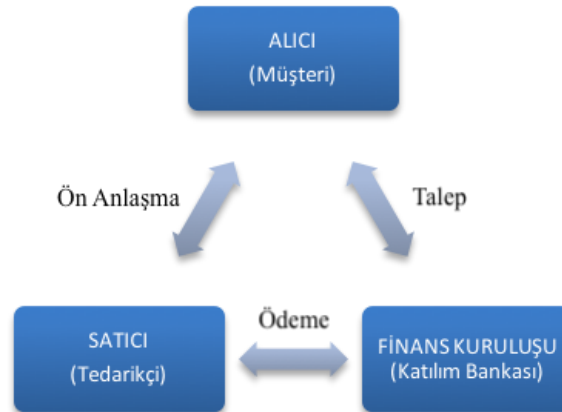 ALICI
(Müşteri)
Ön Anlaşma
Talep
Ödeme
SATICI
(Tedarikçi)
FİNANS KURULUŞU
(Katılım Bankası)